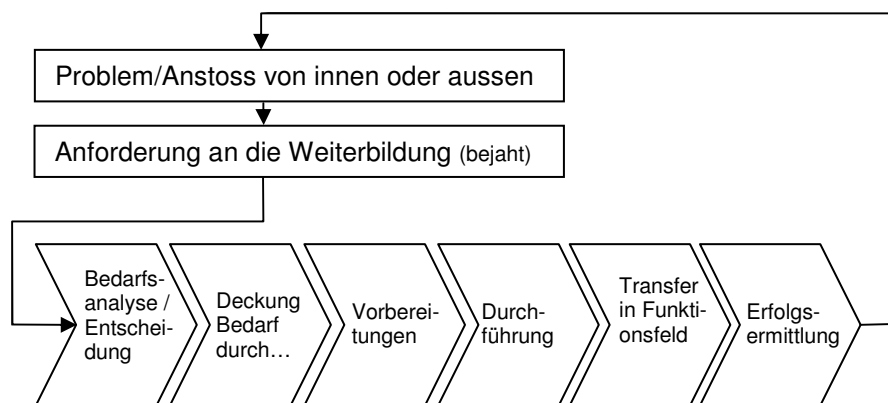 Problem/Anstoss von innen oder aussen
Anforderung an die Weiterbildung (bejaht)
Bedarfs-
analyse /
Entschei-
dung
Deckung
Bedarf
durch…
Vorberei-
tungen
Durch-
führung
Transfer
in Funkti-
onsfeld
Erfolgs-
ermittlung